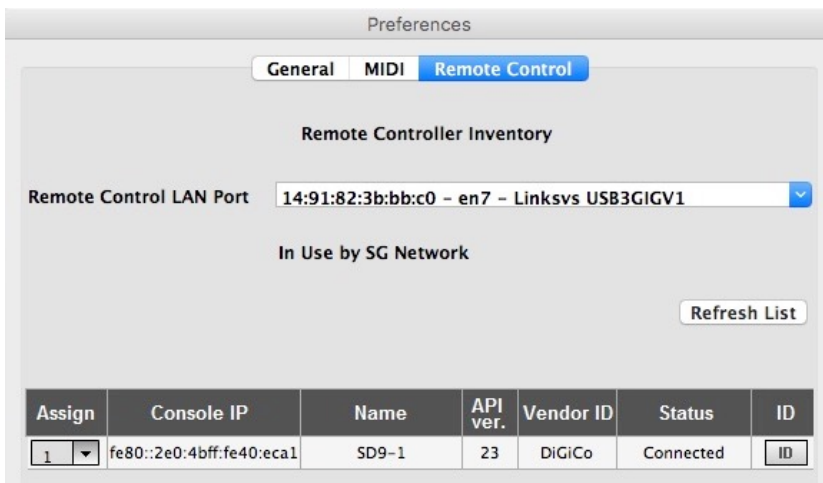 Preferences
General MIDI Remote Control
Remote Controller Inventory
Remote Control LAN Port 14:91:82:3b:bb:c0 - en7 - Linksys USB3GIGV1
In Use by SG Network
Refresh List
Assign Console IP Name API ver. Vendor ID Status ID
1 fe80::2e0:4bff:fe40:eca1 SD9-1 23 DiGiCo Connected ID